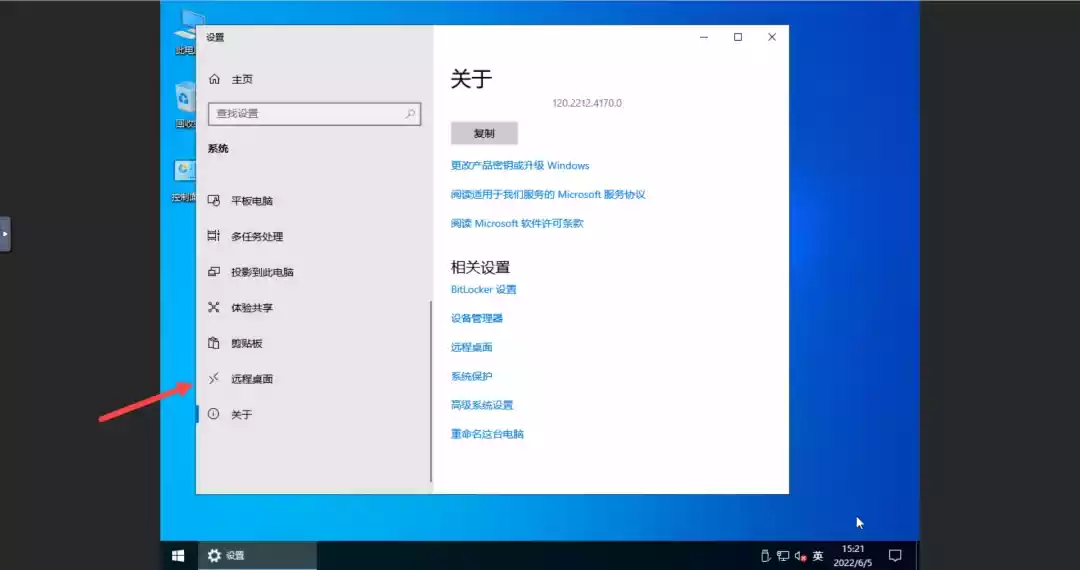 此电
回收
控制面
设置
主页
查找设置
系统
平板电脑
多任务处理
投影到此电脑
体验共享
剪贴板
远程桌面
关于
关于
120.2212.4170.0
复制
更改产品密钥或升级 Windows
阅读适用于我们服务的 Microsoft 服务协议
阅读 Microsoft 软件许可条款
相关设置
BitLocker 设置
设备管理器
远程桌面
系统保护
高级系统设置
重命名这台电脑
设置
英
15:21
2022/6/5